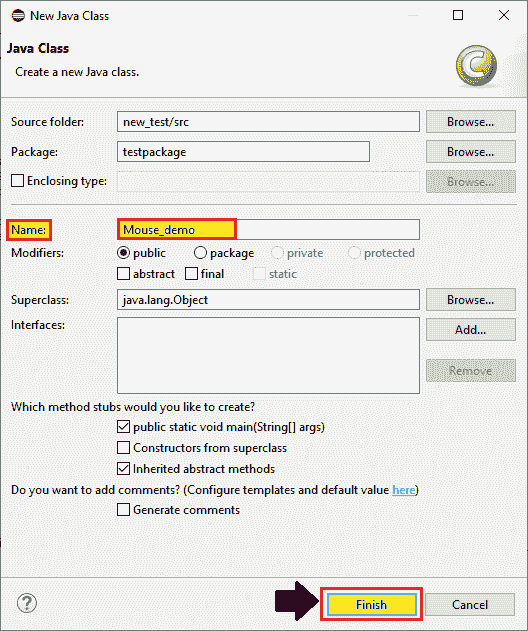 New Java Class
Java Class
Create a new Java class.
Source folder: new_test/src Browse...
Package: testpackage Browse...
Enclosing type: Browse...
Name: Mouse_demo
Modifiers: public package private protected
abstract final static
Superclass: java.lang.Object Browse...
Interfaces: Add...
Remove
Which method stubs would you like to create?
public static void main(String[] args)
Constructors from superclass
Inherited abstract methods
Do you want to add comments? (Configure templates and default value here)
Generate comments
? Finish Cancel